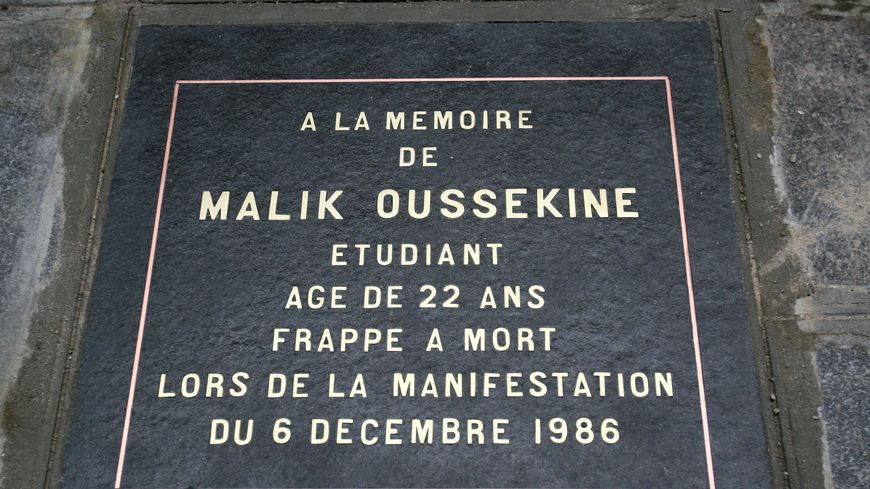 A LA MEMOIRE
DE
MALIK OUSSEKINE
ETUDIANT
AGE DE 22 ANS
FRAPPE A MORT
LORS DE LA MANIFESTATION
DU 6 DECEMBRE 1986